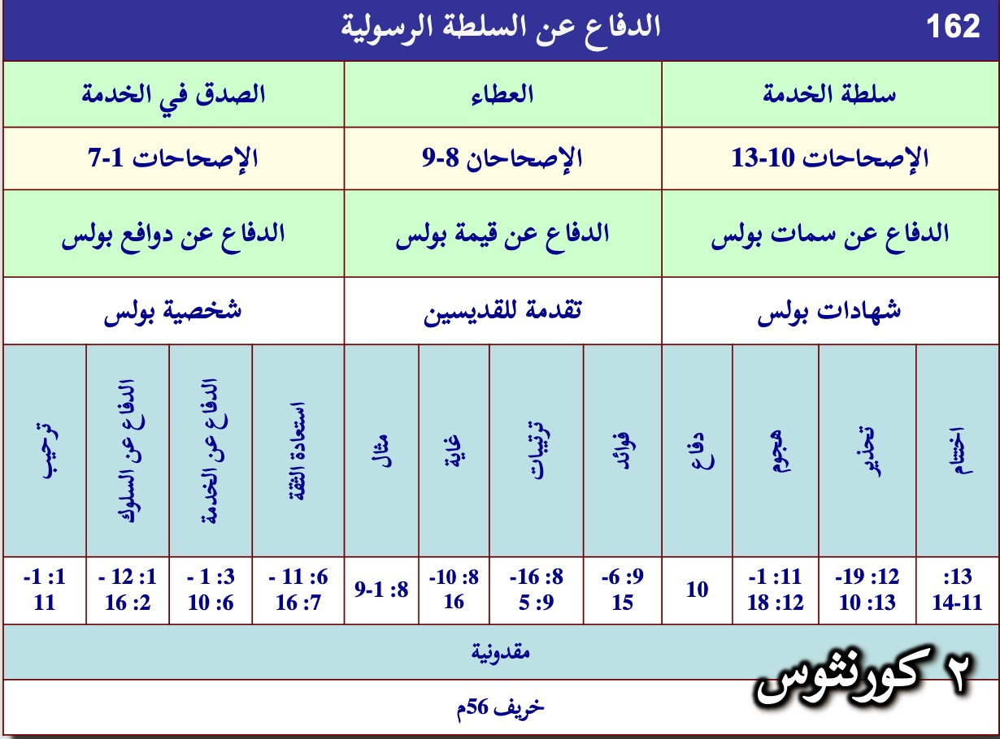 162
الدفاع عن السلطة الرسولية
سلطة الخدمة
العطاء
الصدق في الخدمة
الإصحاحات 10-13
الإصحاحان 8-9
الإصحاحات 1-7
الدفاع عن سمات بولس
الدفاع عن قيمة بولس
الدفاع عن دوافع بولس
شهادات بولس
تقدمة للقديسين
شخصية بولس
اختتام
تحذير
هجوم
دفاع
فوائد
ترتيبات
غاية
مثال
استعادة الثقة
الدفاع عن الخدمة
الدفاع عن السلوك
ترحيب
13:
11-14
12: 19-
13: 10
11: 1-
12: 18
10
9: 6-
15
8: 16-
9: 5
8: 10-
16
8: 1-9
6: 11 -
7: 16
3: 1 -
6: 10
1: 12 -
2: 16
1: 1-
11
مقدونية
٢ كورنثوس
خريف 56م